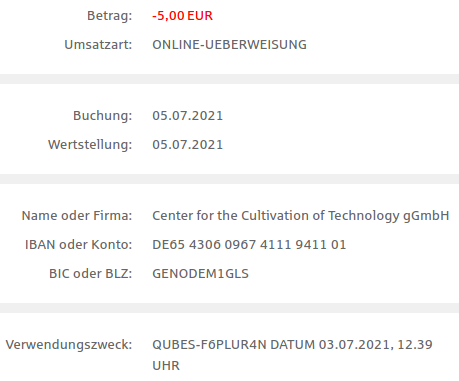 Betrag: -5,00 EUR
Umsatzart: ONLINE-UEBERWEISUNG
Buchung: 05.07.2021
Wertstellung: 05.07.2021
Name oder Firma: Center for the Cultivation of Technology gGmbH
IBAN oder Konto: DE65 4306 0967 4111 9411 01
BIC oder BLZ: GENODEM1GLS
Verwendungszweck: QUBES-F6PLUR4N DATUM 03.07.2021, 12.39
UHR